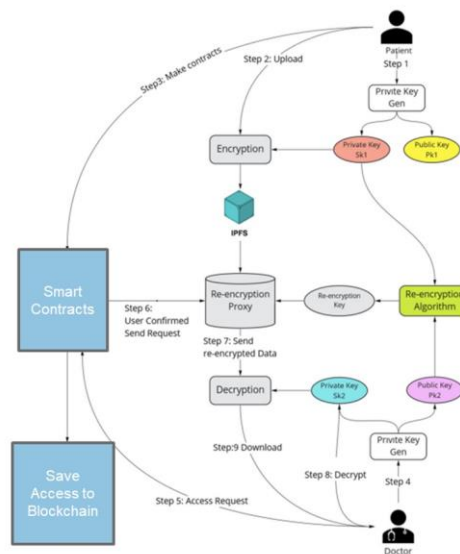 Patient
Step 1
Step 2: Upload
Step3: Make contracts
Privite Key
Gen
Encryption
Private Key
Sk1
Public Key
Pk1
IPFS
Smart
Contracts
Step 6:
User Confirmed
Send Request
Re-encryption
Proxy
Re-encryption
Key
Re-encryption
Algorithm
Step 7: Send
re-encrypted Data
Decryption
Private Key
Sk2
Public Key
Pk2
Step:9 Download
Privite Key
Gen
Step 8: Decrypt
Step 4
Save
Access to
Blockchain
Step 5: Access Request
Doctor